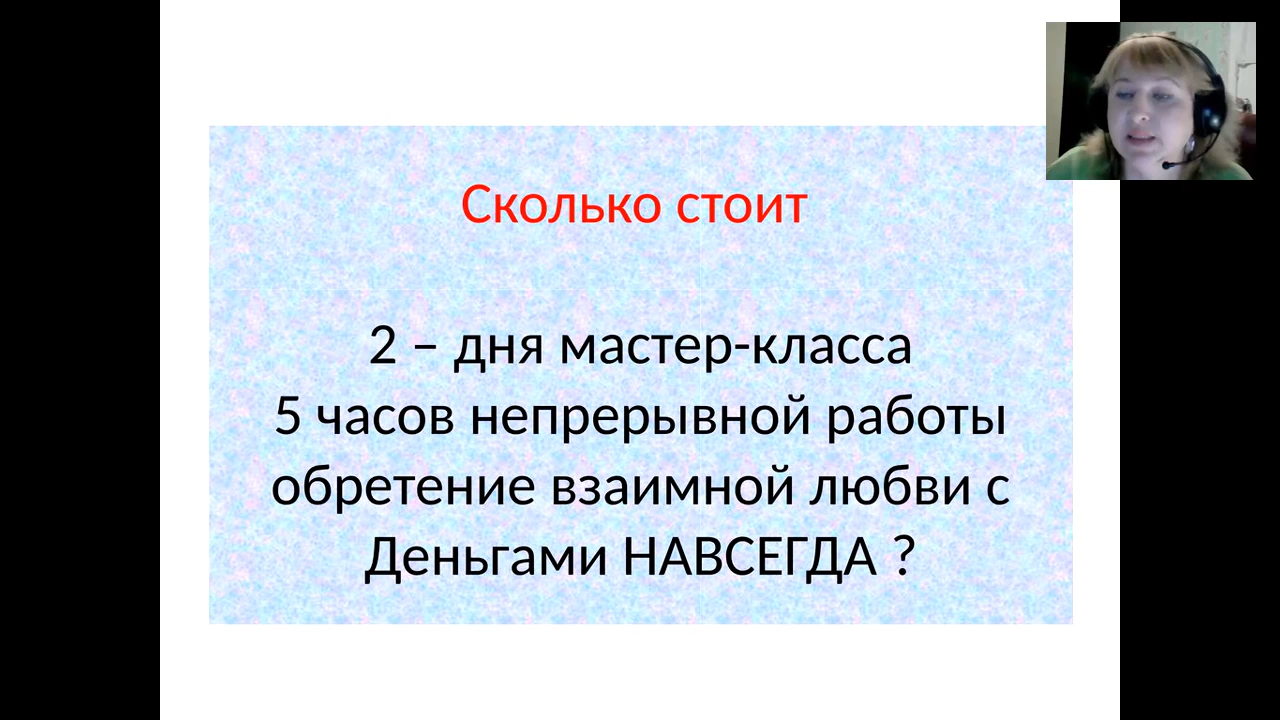 Сколько стоит
2 – дня мастер-класса
5 часов непрерывной работы
обретение взаимной любви с
Деньгами НАВСЕГДА ?